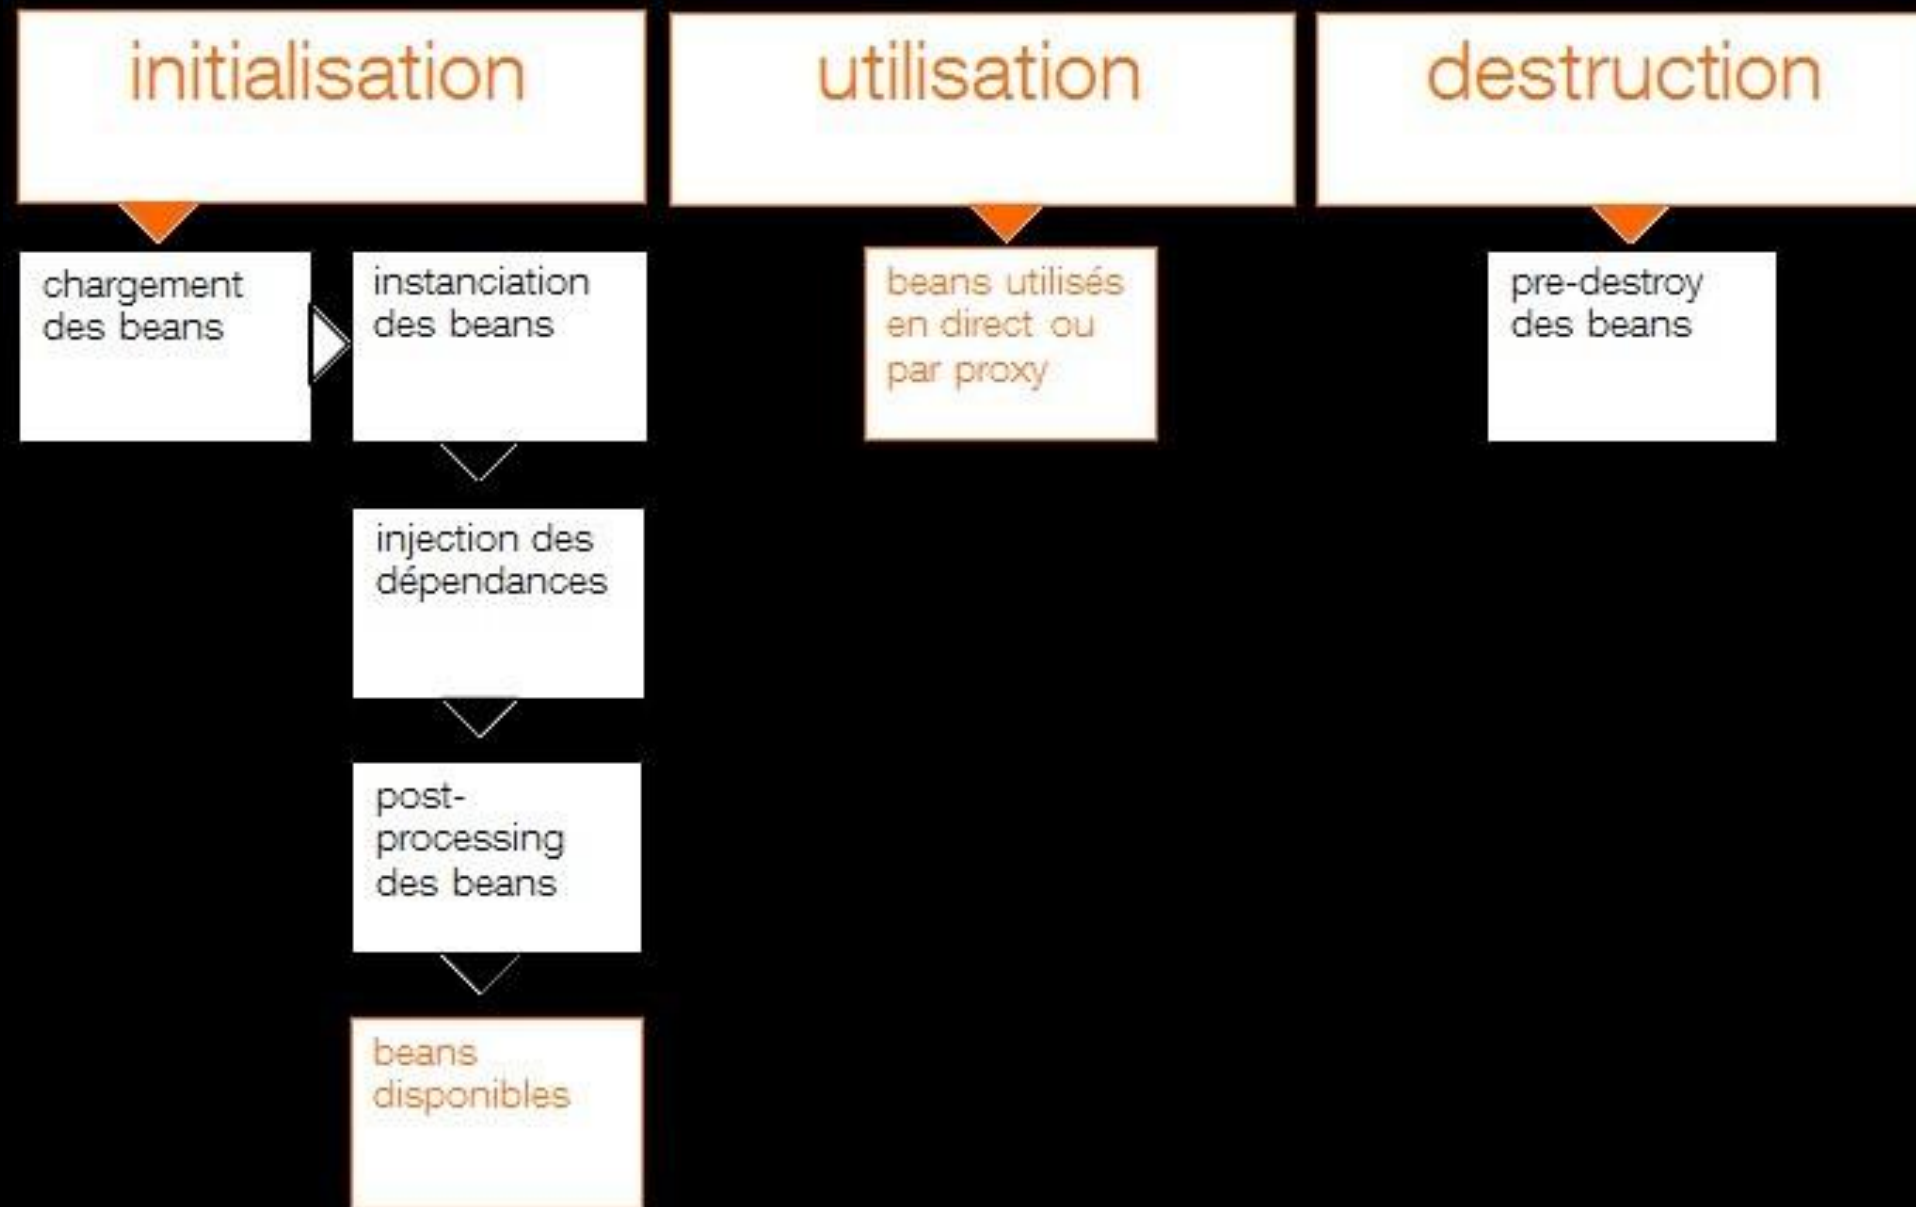 initialisation
utilisation
destruction
chargement
des beans
instanciation
des beans
injection des
dépendances
post-
processing
des beans
beans
disponibles
beans utilisés
en direct ou
par proxy
pre-destroy
des beans